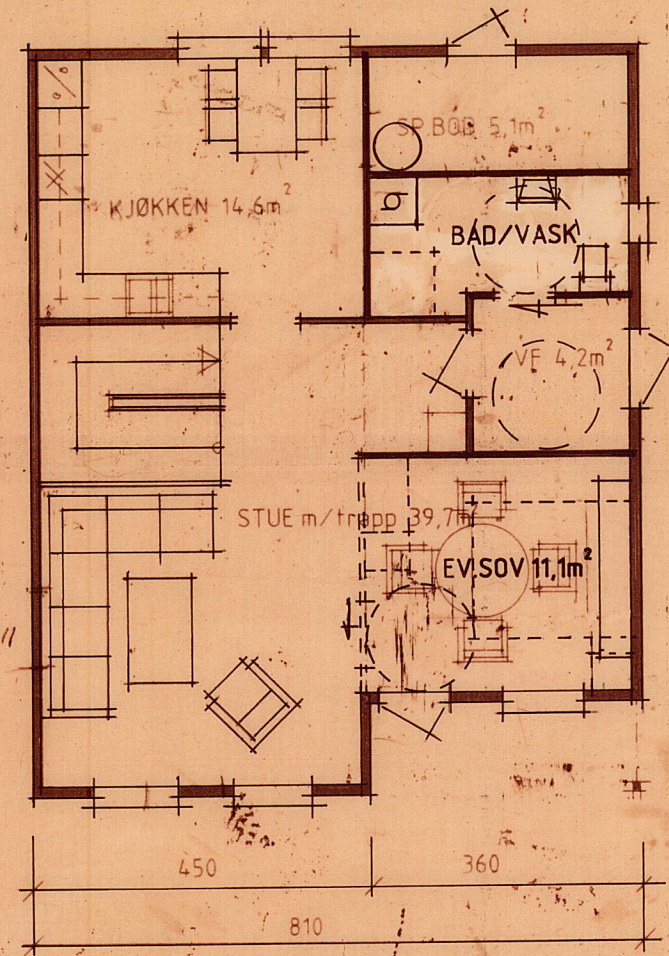 SP.BOD 5,1m²
KJØKKEN 14,6m²
BAD/VASK
VF 4,2m²
STUE m/trapp 39,7m²
EV.SOV 11,1m²
450
360
810